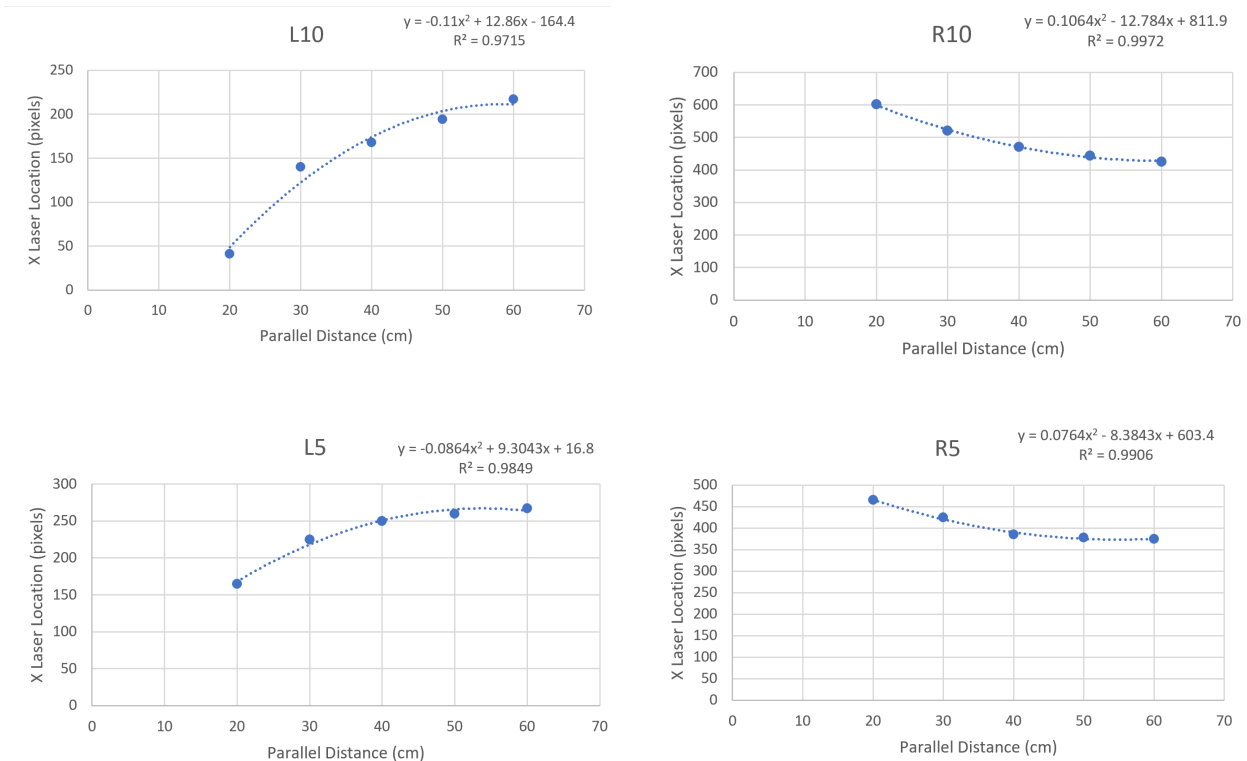 L10
y = -0.11x² + 12.86x - 164.4
R² = 0.9715
X Laser Location (pixels)
250
200
150
100
50
0
0 10 20 30 40 50 60 70
Parallel Distance (cm)
R10
y = 0.1064x² - 12.784x + 811.9
R² = 0.9972
X Laser Location (pixels)
700
600
500
400
300
200
100
0
0 10 20 30 40 50 60 70
Parallel Distance (cm)
L5
y = -0.0864x² + 9.3043x + 16.8
R² = 0.9849
X Laser Location (pixels)
300
250
200
150
100
50
0
0 10 20 30 40 50 60 70
Parallel Distance (cm)
R5
y = 0.0764x² - 8.3843x + 603.4
R² = 0.9906
X Laser Location (pixels)
500
450
400
350
300
250
200
150
100
50
0
0 10 20 30 40 50 60 70
Parallel Distance (cm)